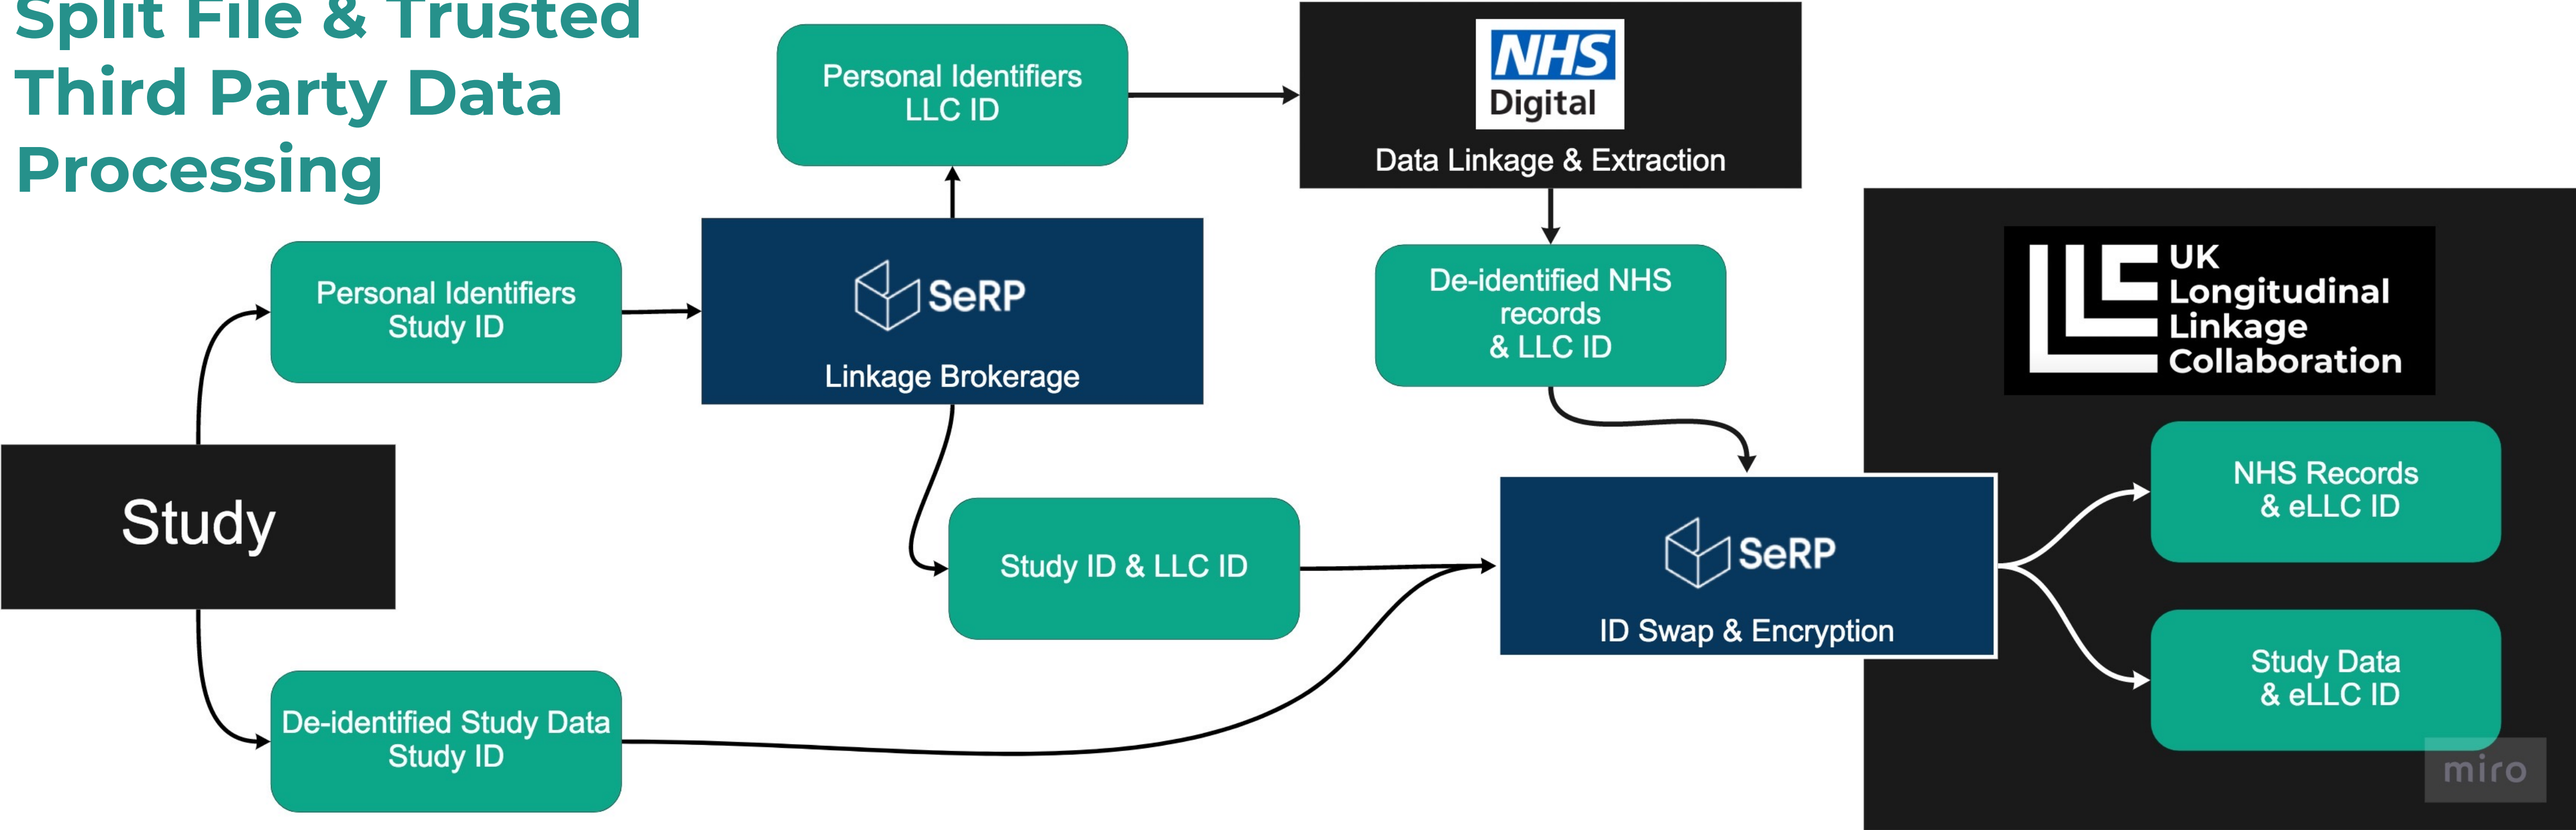 Split File & Trusted
Third Party Data
Processing
Personal Identifiers
LLC ID
NHS
Digital
Data Linkage & Extraction
Personal Identifiers
Study ID
SeRP
Linkage Brokerage
De-identified NHS
records
& LLC ID
UK
Longitudinal
Linkage
Collaboration
Study
Study ID & LLC ID
SeRP
ID Swap & Encryption
NHS Records
& eLLC ID
Study Data
& eLLC ID
De-identified Study Data
Study ID
miro